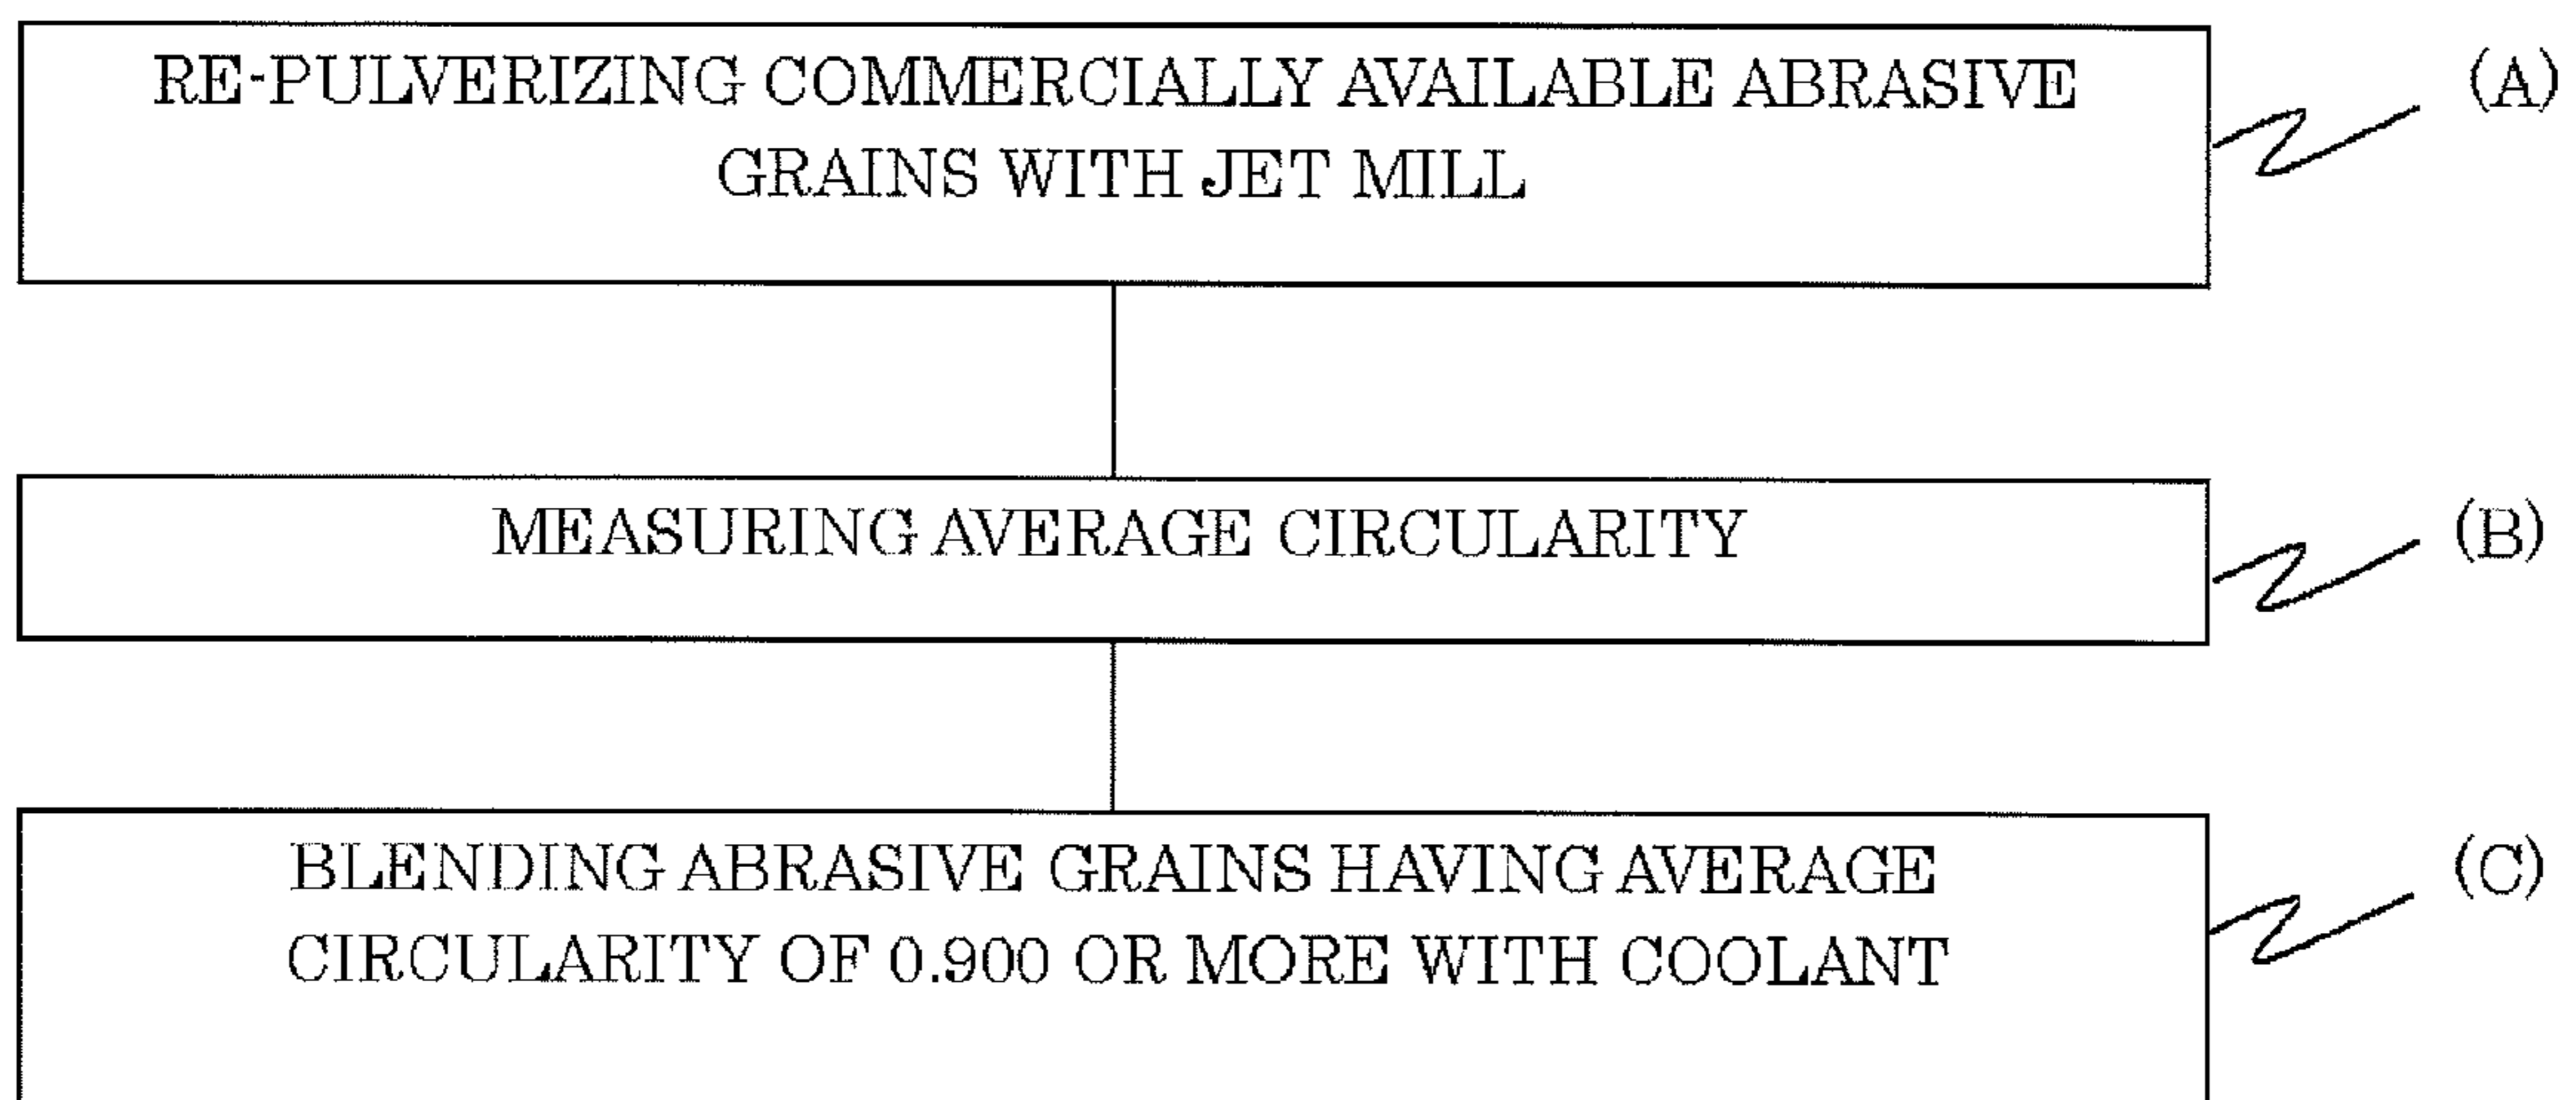 RE-PULVERIZING COMMERCIALLY AVAILABLE ABRASIVE
GRAINS WITH JET MILL
(A)
MEASURING AVERAGE CIRCULARITY
(B)
BLENDING ABRASIVE GRAINS HAVING AVERAGE
CIRCULARITY OF 0.900 OR MORE WITH COOLANT
(C)